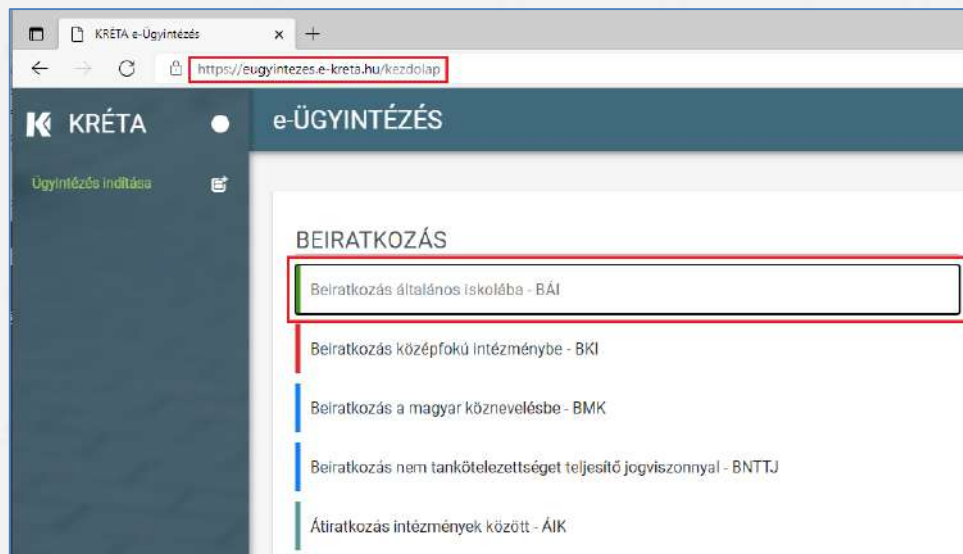 KRÉTA e-Ügyintézés
https://eugyintezes.e-kreta.hu/kezdolap
KRÉTA
e-ÜGYINTÉZÉS
Ügyintézés indítása
BEIRATKOZÁS
Beiratkozás általános iskolába - BÁI
Beiratkozás középfokú intézménybe - BKI
Beiratkozás a magyar köznevelésbe - BMK
Beiratkozás nem tankötelezettséget teljesítő jogviszonnyal - BNTTJ
Átiratkozás intézmények között - ÁIK